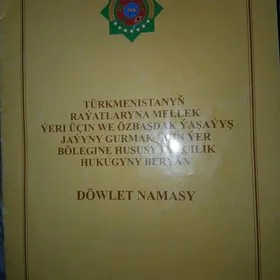 TÜRKMENISTANYŇ
RAÝATLARYNA MELLEK
ÝERI ÜÇIN WE ÖZBAŞDAK ÝAŞAÝYŞ
JAÝYNY GURMAK ÜÇIN ÝER
BÖLEGINE HUSUSY EÝEÇILIK
HUKUGYNY BERÝÄN
DÖWLET NAMASY